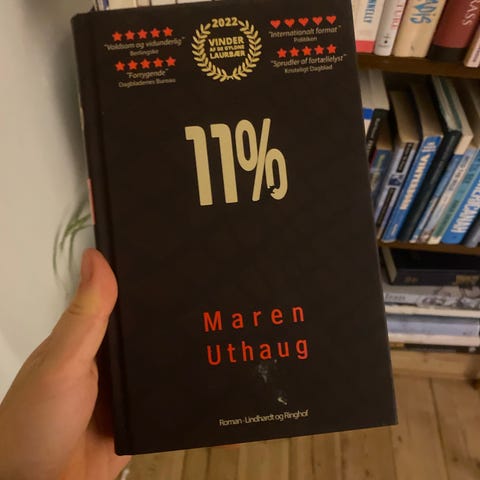 ★★★★★
"Voldsom og vidunderlig"
Berlingske
★★★★★
"Forrygende"
Dagbladenes Bureau
2022
VINDER
AF DE GYLDNE
LAURBÆR
♥♥♥♥♥
"Internationalt format"
Politiken
★★★★★
"Sprudler af fortællelyst"
Kristeligt Dagblad
11%
Maren
Uthaug
Roman · Lindhardt og Ringhof